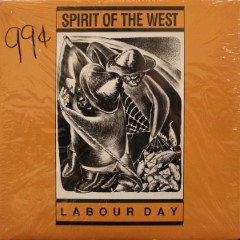 99¢
SPIRIT OF THE WEST
LABOUR DAY